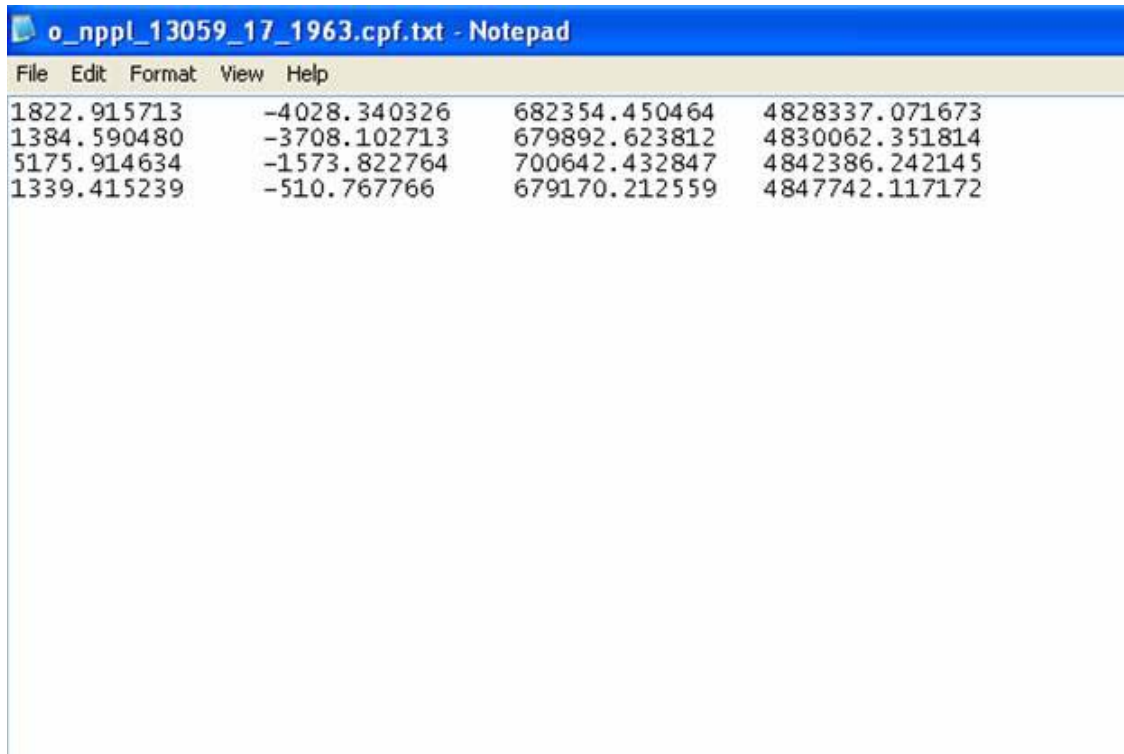 o_nppl_13059_17_1963.cpf.txt - Notepad
File Edit Format View Help
1822.915713 -4028.340326 682354.450464 4828337.071673
1384.590480 -3708.102713 679892.623812 4830062.351814
5175.914634 -1573.822764 700642.432847 4842386.242145
1339.415239 -510.767766 679170.212559 4847742.117172